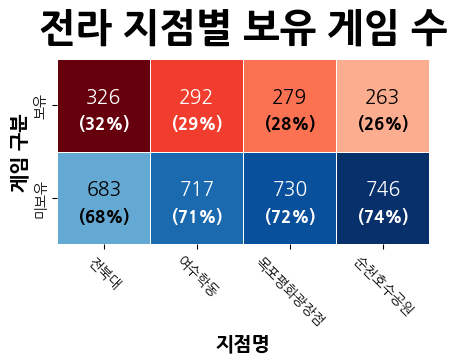 전라 지점별 보유 게임 수
게임 구분
보유
326 292 279 263
(32%) (29%) (28%) (26%)
미보유
683 717 730 746
(68%) (71%) (72%) (74%)
전북대 여수학동 목포평화광장점 순천호수공원
지점명